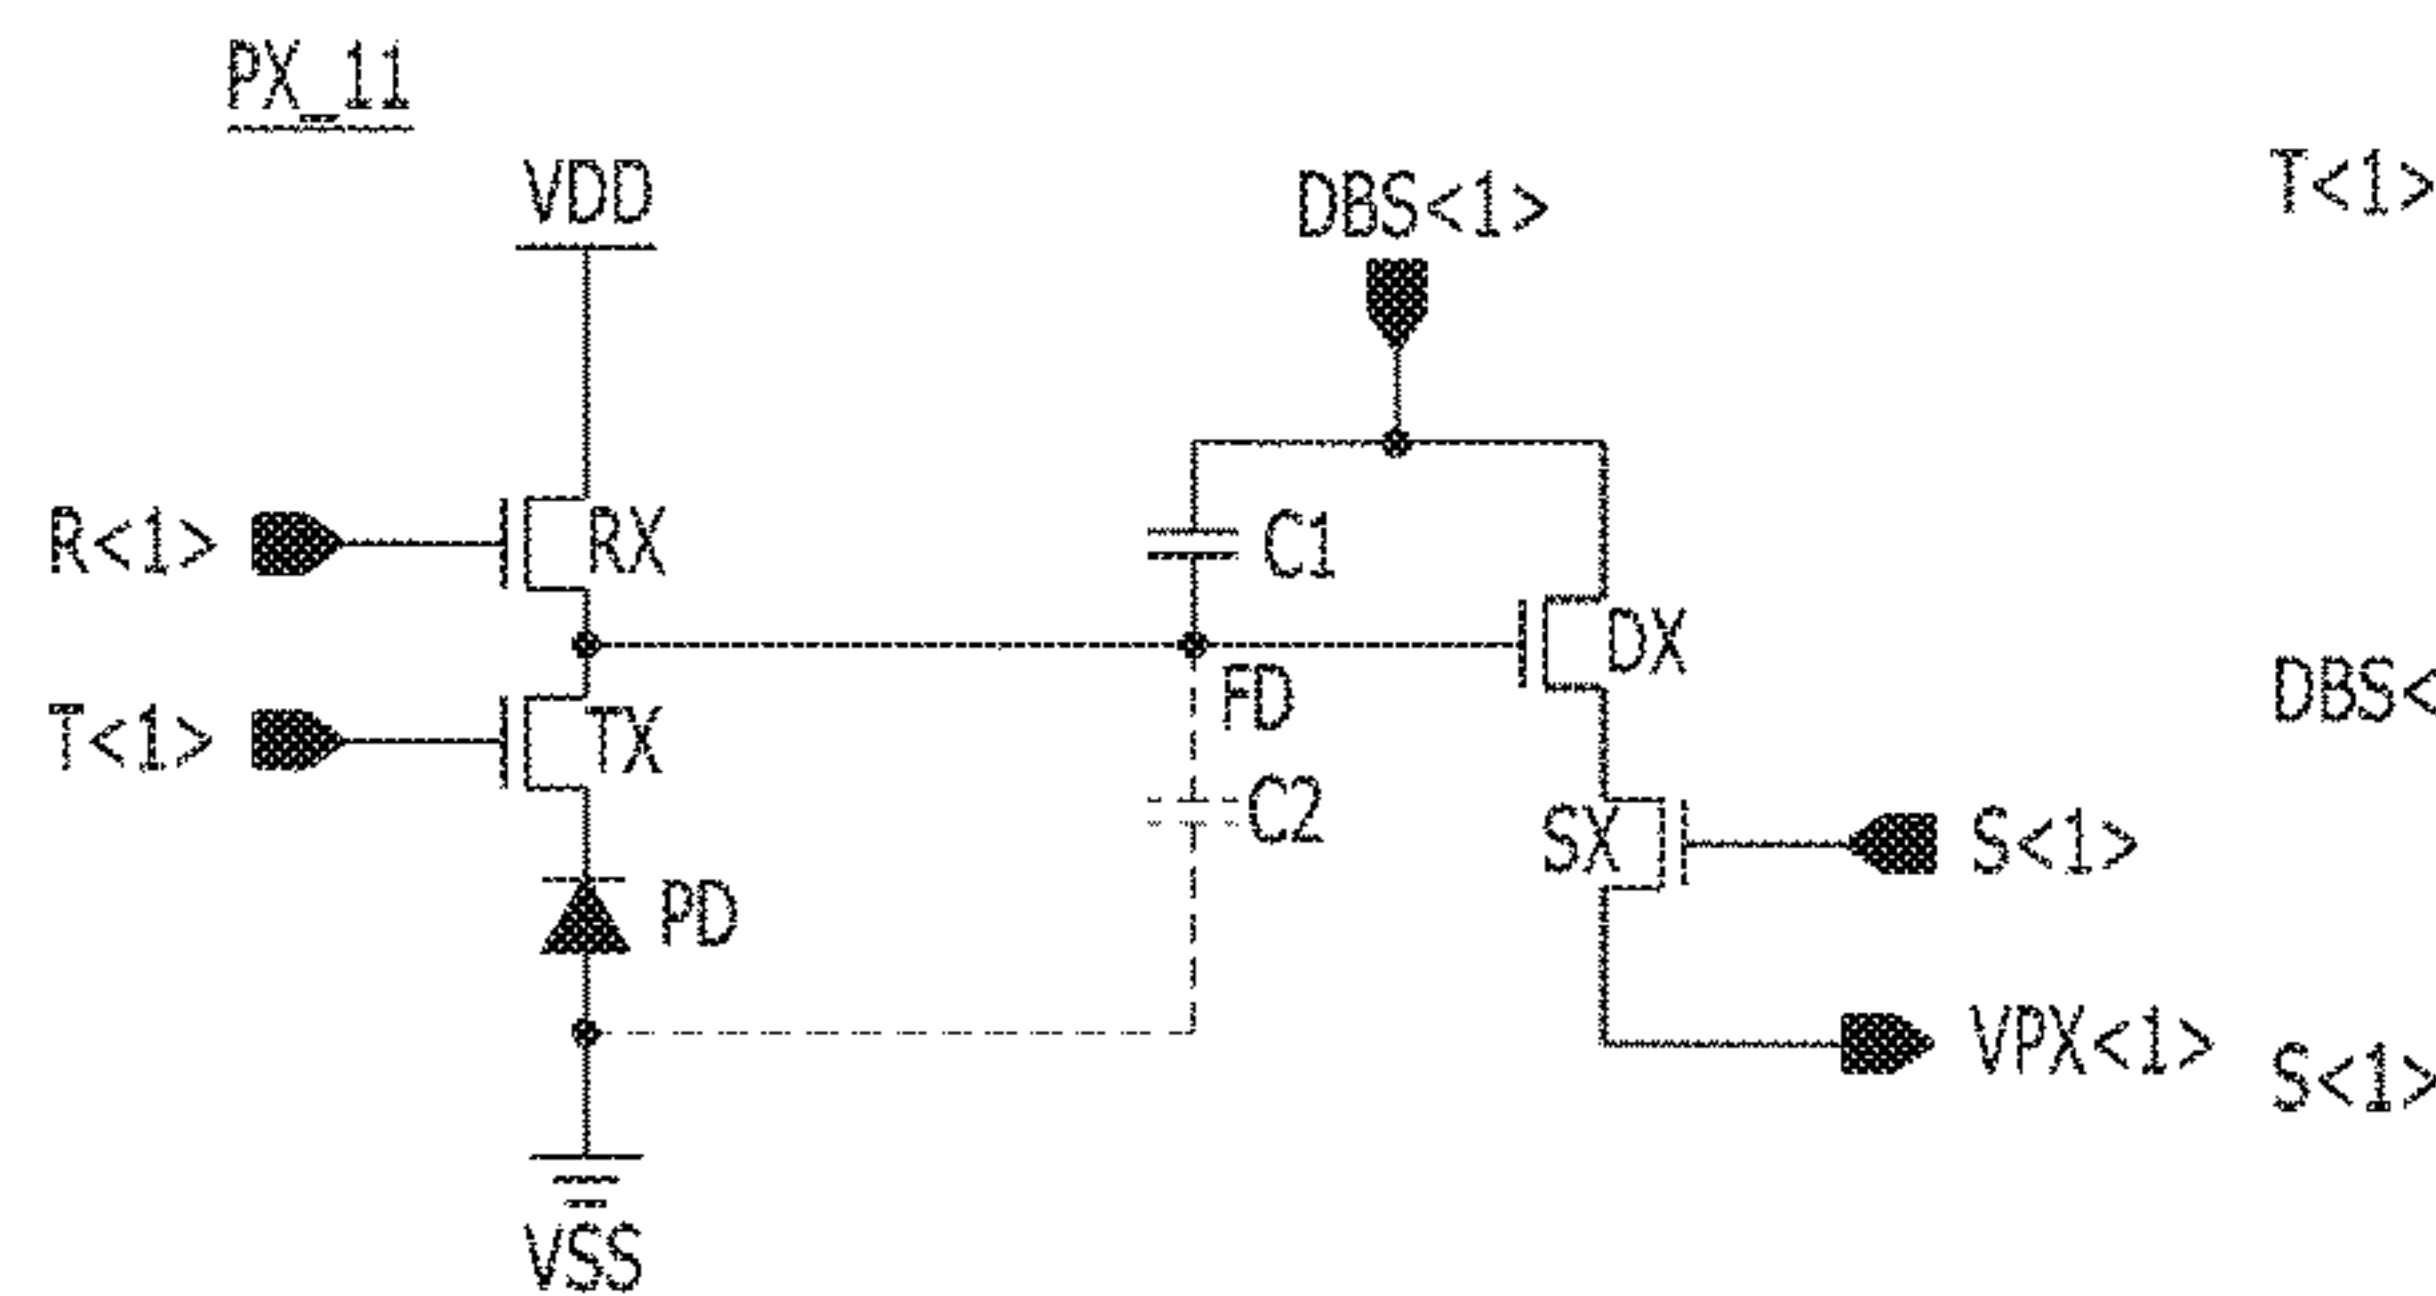 PX_11
VDD
DBS<1>
T<1>
R<1>
RX
C1
DX
FD
DBS<
T<1>
TX
C2
SX
S<1>
PD
VPX<1>
S<1>
VSS